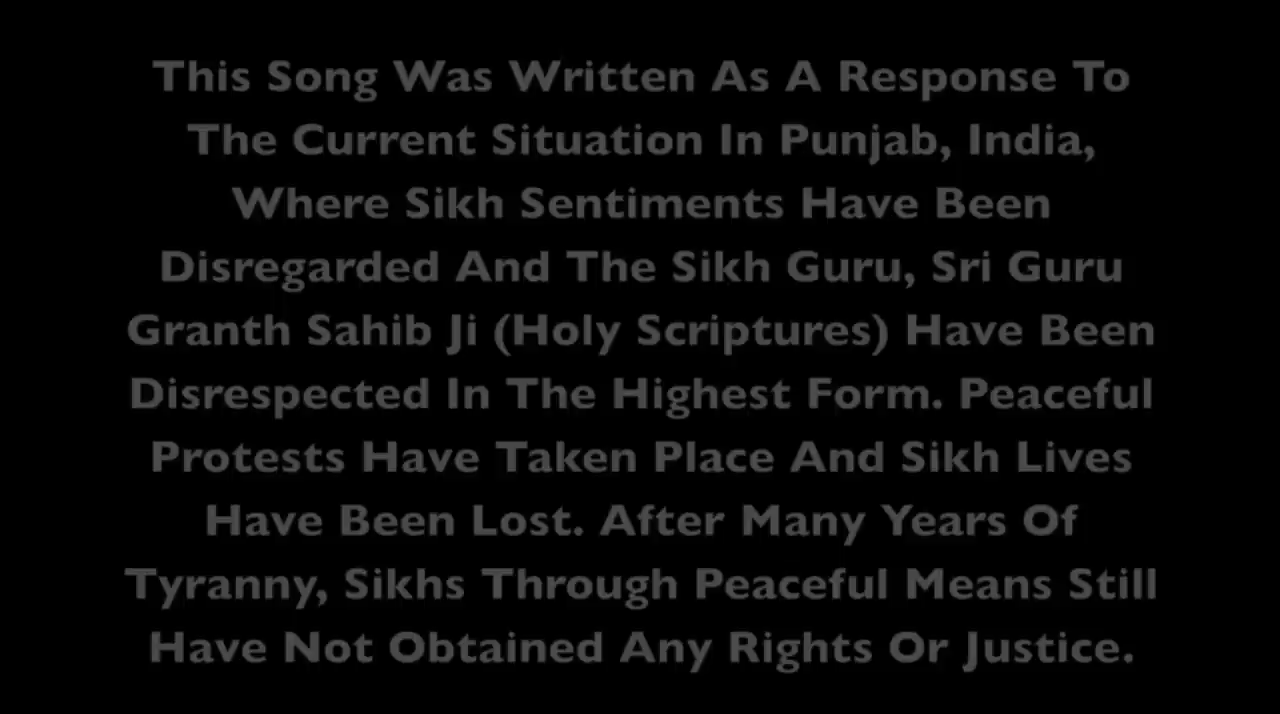 This Song Was Written As A Response To
The Current Situation In Punjab, India,
Where Sikh Sentiments Have Been
Disregarded And The Sikh Guru, Sri Guru
Granth Sahib Ji (Holy Scriptures) Have Been
Disrespected In The Highest Form. Peaceful
Protests Have Taken Place And Sikh Lives
Have Been Lost. After Many Years Of
Tyranny, Sikhs Through Peaceful Means Still
Have Not Obtained Any Rights Or Justice.